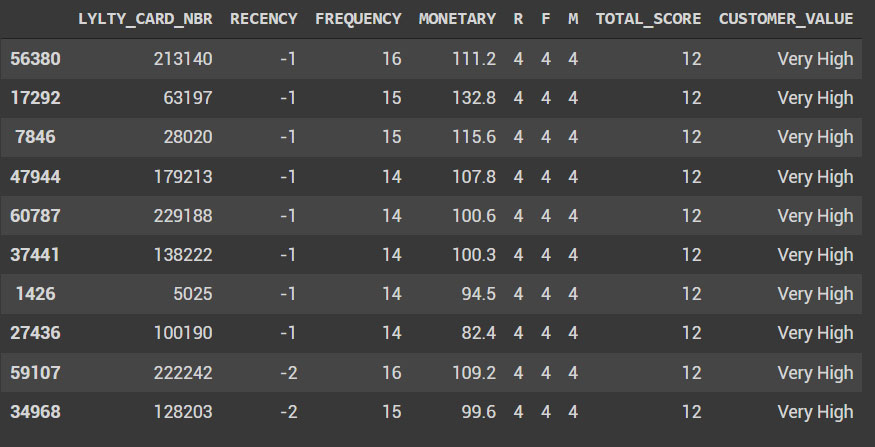 LYLTY_CARD_NBR RECENCY FREQUENCY MONETARY R F M TOTAL_SCORE CUSTOMER_VALUE
56380 213140 -1 16 111.2 4 4 4 12 Very High
17292 63197 -1 15 132.8 4 4 4 12 Very High
7846 28020 -1 15 115.6 4 4 4 12 Very High
47944 179213 -1 14 107.8 4 4 4 12 Very High
60787 229188 -1 14 100.6 4 4 4 12 Very High
37441 138222 -1 14 100.3 4 4 4 12 Very High
1426 5025 -1 14 94.5 4 4 4 12 Very High
27436 100190 -1 14 82.4 4 4 4 12 Very High
59107 222242 -2 16 109.2 4 4 4 12 Very High
34968 128203 -2 15 99.6 4 4 4 12 Very High